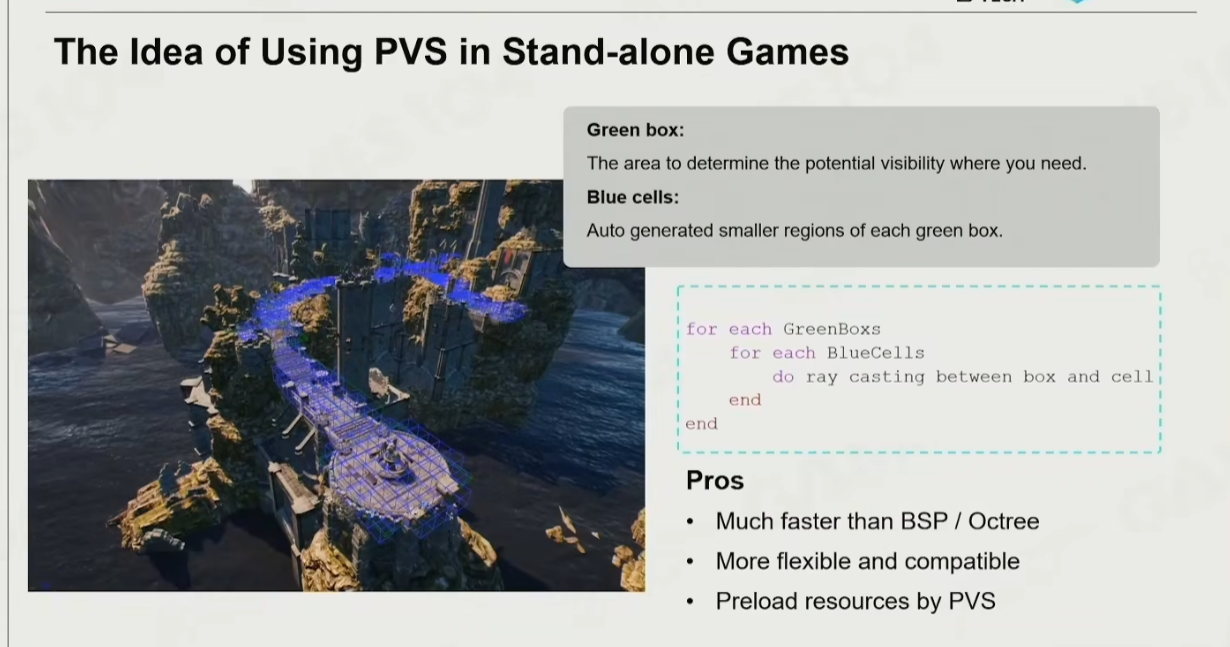 The Idea of Using PVS in Stand-alone Games
Green box:
The area to determine the potential visibility where you need.
Blue cells:
Auto generated smaller regions of each green box.
for each GreenBoxs
for each BlueCells
do ray casting between box and cell
end
end
Pros
• Much faster than BSP / Octree
• More flexible and compatible
• Preload resources by PVS